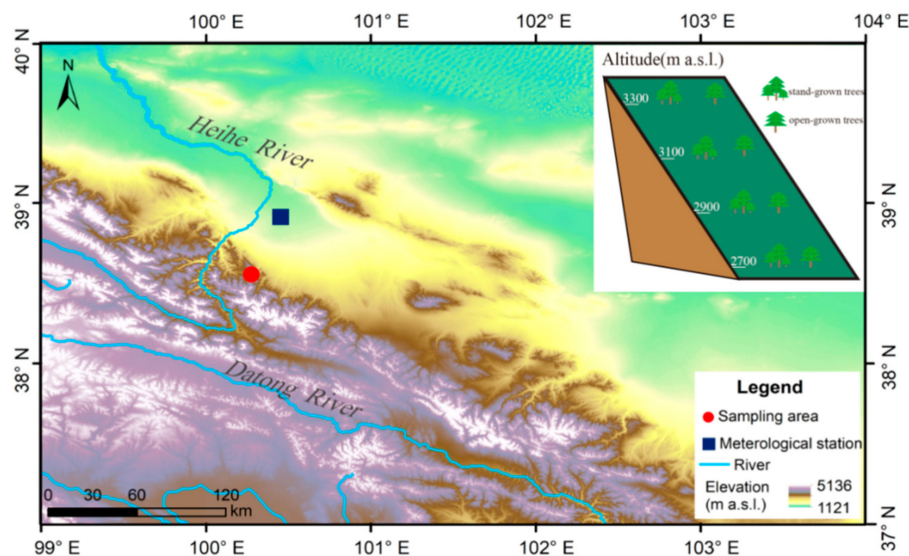 100° E 101° E 102° E 103° E 104° E
40° N
40° N
N
Heihe River
Altitude(m a.s.l.)
3300
stand-grown trees
open-grown trees
3100
2900
2700
39° N
39° N
38° N
38° N
Datong River
Legend
Sampling area
Meterological station
River
Elevation
(m a.s.l.)
5136
1121
0 30 60 120
km
37° N
99° E 100° E 101° E 102° E 103° E